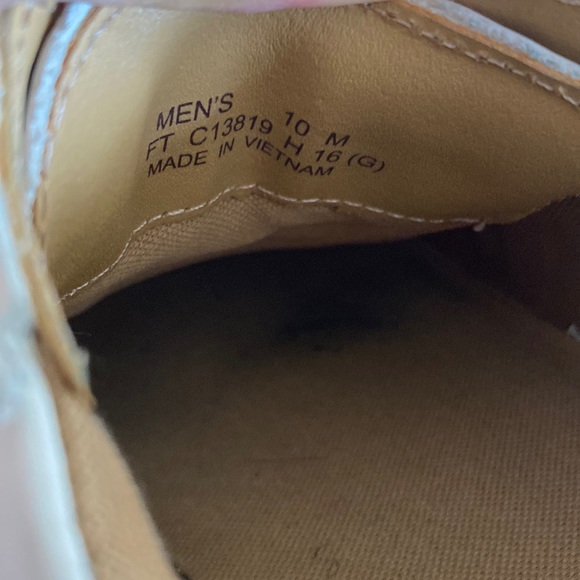 MEN'S 10 M
FT C13819 H 16 (G)
MADE IN VIETNAM